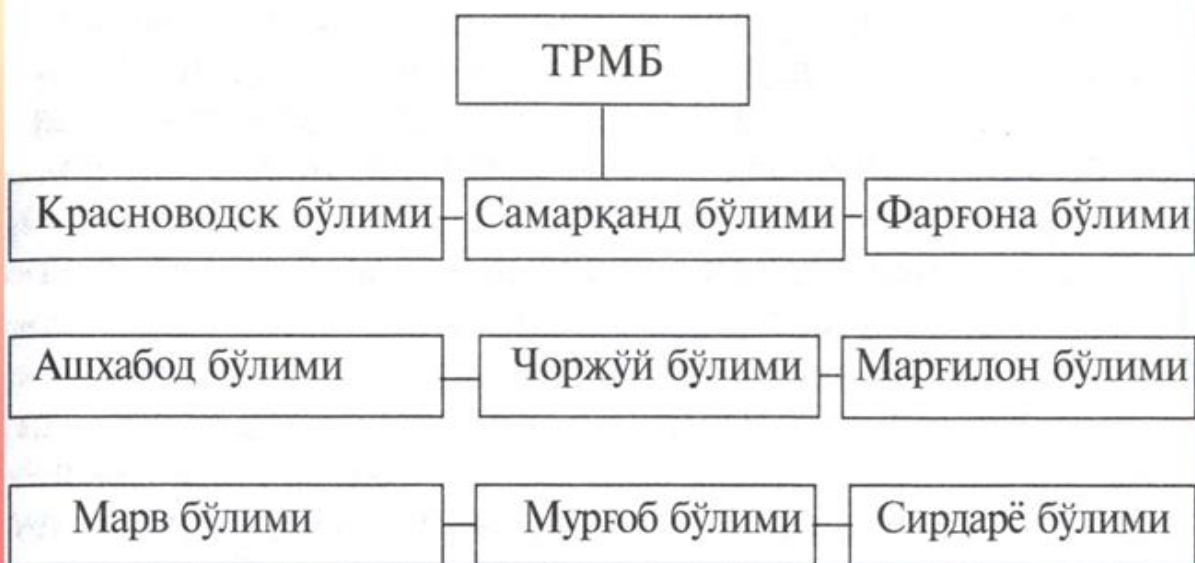 ТРМБ
Красноводск бўлими Самарқанд бўлими Фарғона бўлими
Ашхабод бўлими Чоржўй бўлими Марғилон бўлими
Марв бўлими Мурғоб бўлими Сирдарё бўлими